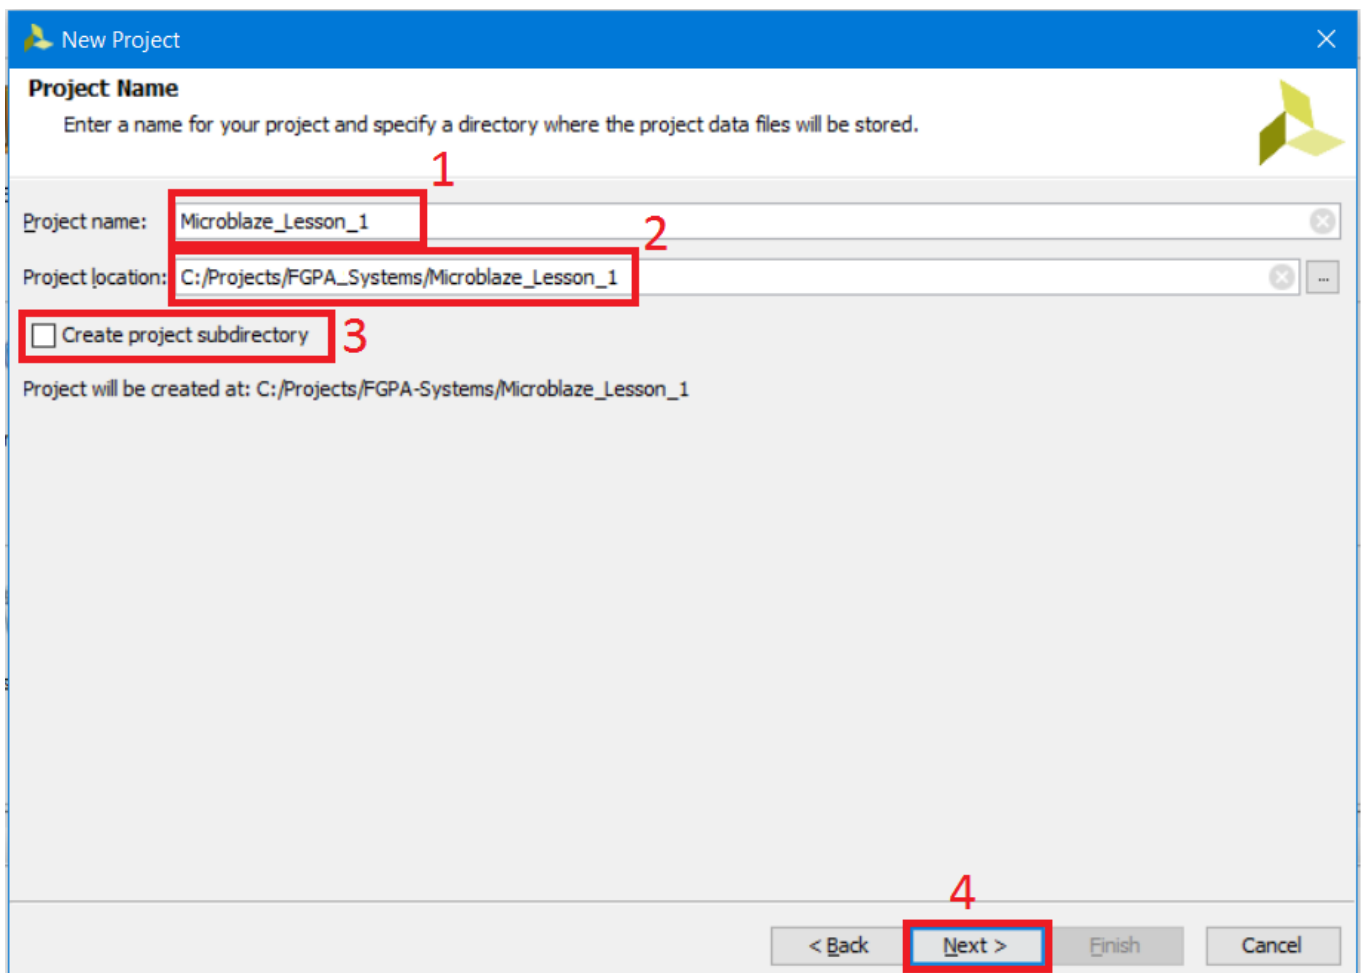 New Project
Project Name
Enter a name for your project and specify a directory where the project data files will be stored.
1
Project name: Microblaze_Lesson_1
2
Project location: C:/Projects/FGPA_Systems/Microblaze_Lesson_1 ...
Create project subdirectory 3
Project will be created at: C:/Projects/FGPA-Systems/Microblaze_Lesson_1
4
< Back Next > Finish Cancel